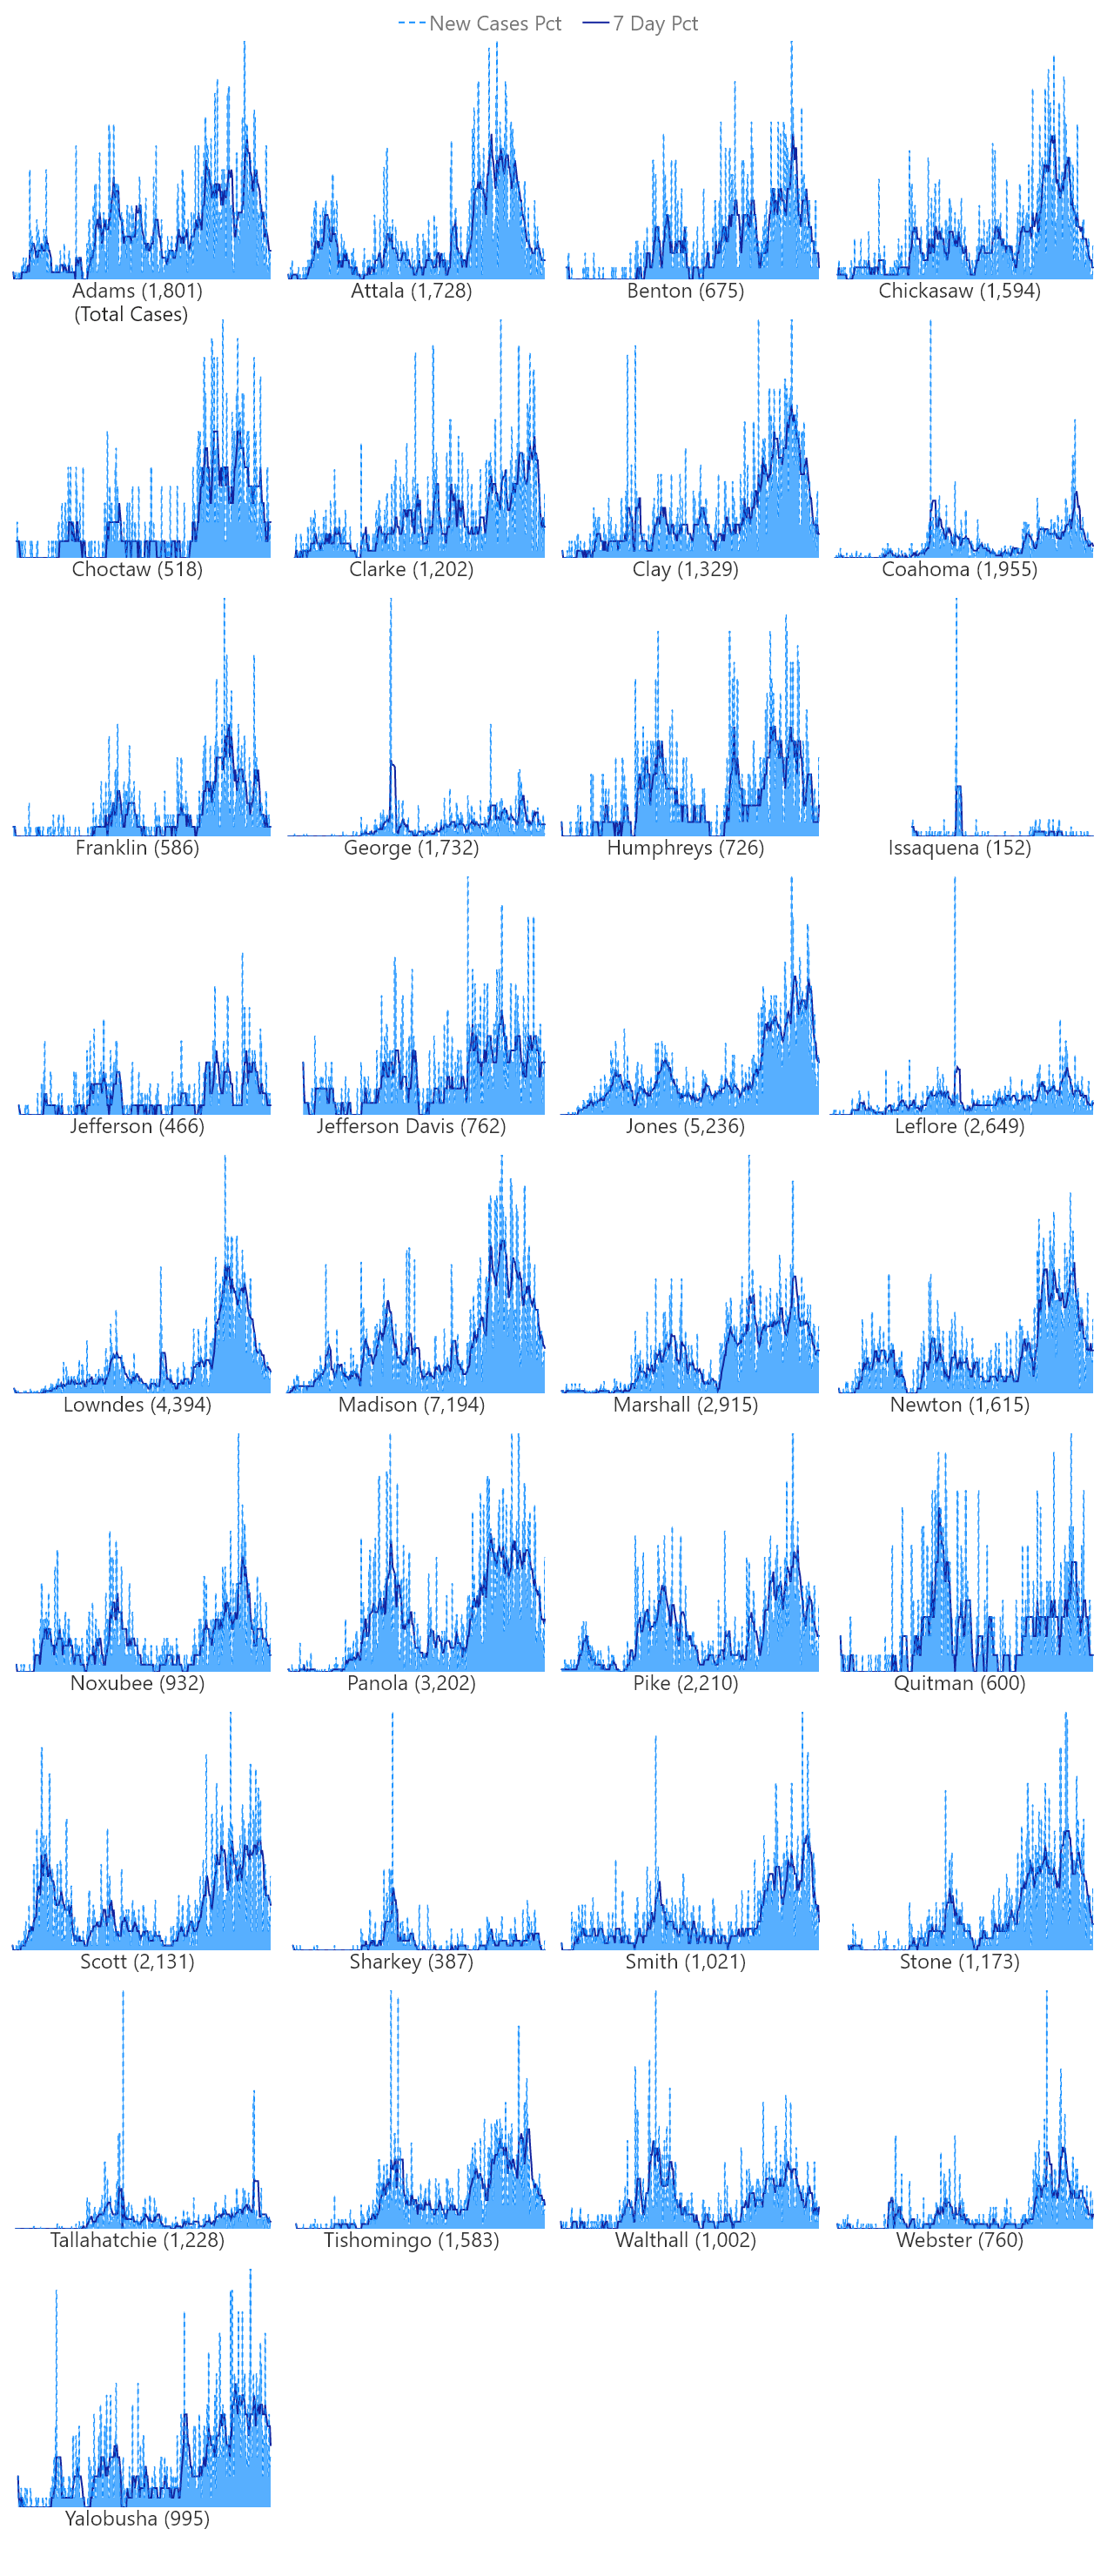 New Cases Pct 7 Day Pct
Adams (1,801) Attala (1,728) Benton (675) Chickasaw (1,594)
(Total Cases)
Choctaw (518) Clarke (1,202) Clay (1,329) Coahoma (1,955)
Franklin (586) George (1,732) Humphreys (726) Issaquena (152)
Jefferson (466) Jefferson Davis (762) Jones (5,236) Leflore (2,649)
Lowndes (4,394) Madison (7,194) Marshall (2,915) Newton (1,615)
Noxubee (932) Panola (3,202) Pike (2,210) Quitman (600)
Scott (2,131) Sharkey (387) Smith (1,021) Stone (1,173)
Tallahatchie (1,228) Tishomingo (1,583) Walthall (1,002) Webster (760)
Yalobusha (995)